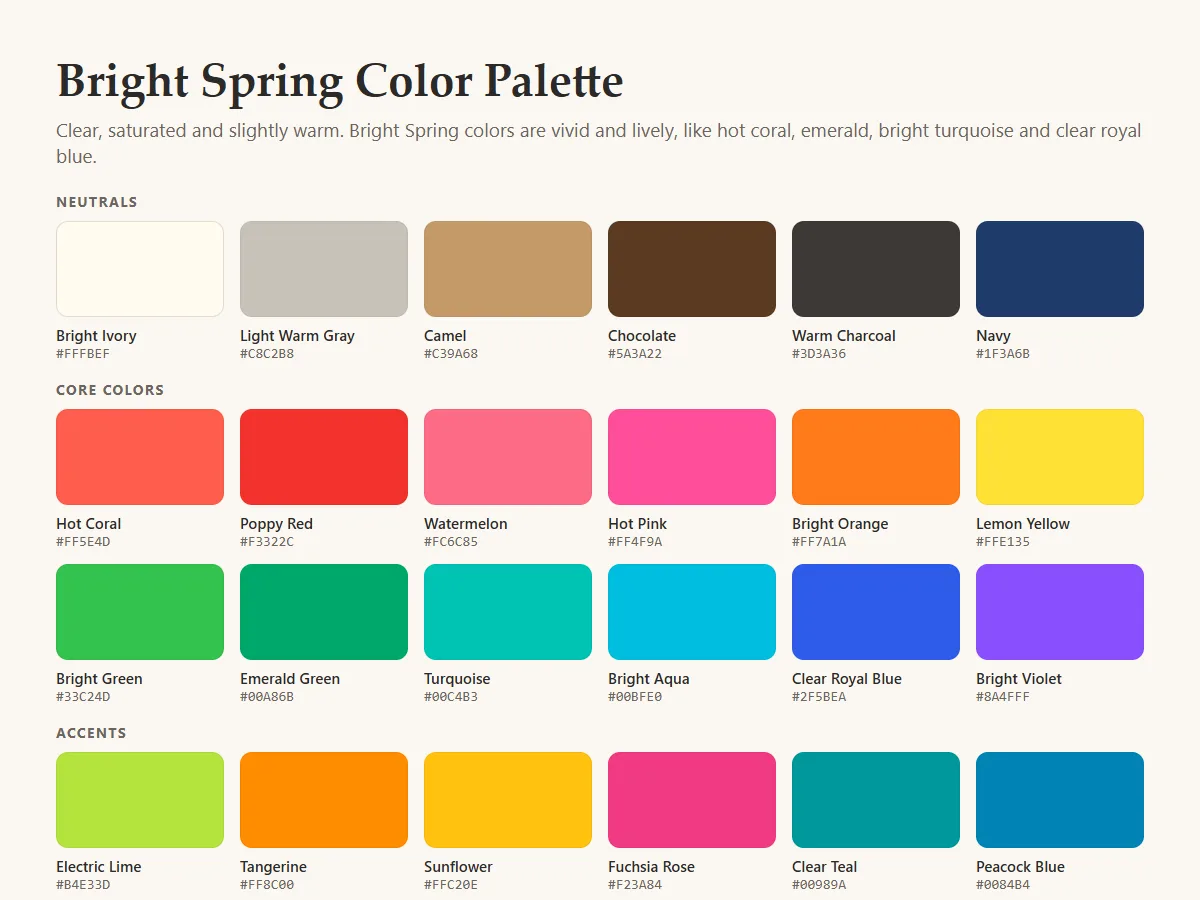 Bright Spring Color Palette
Clear, saturated and slightly warm. Bright Spring colors are vivid and lively, like hot coral, emerald, bright turquoise and clear royal
blue.
NEUTRALS
Bright Ivory Light Warm Gray Camel Chocolate Warm Charcoal Navy
#FFFBEF #C8C2B8 #C39A68 #5A3A22 #3D3A36 #1F3A6B
CORE COLORS
Hot Coral Poppy Red Watermelon Hot Pink Bright Orange Lemon Yellow
#FF5E4D #F3322C #FC6C85 #FF4F9A #FF7A1A #FFE135
Bright Green Emerald Green Turquoise Bright Aqua Clear Royal Blue Bright Violet
#33C24D #00A86B #00C4B3 #00BFE0 #2F5BEA #8A4FFF
ACCENTS
Electric Lime Tangerine Sunflower Fuchsia Rose Clear Teal Peacock Blue
#B4E33D #FF8C00 #FFC20E #F23A84 #00989A #0084B4